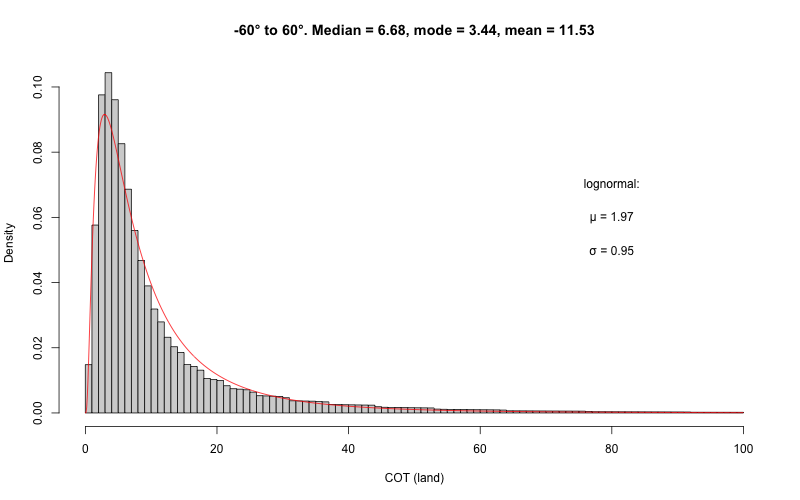 -60° to 60°. Median = 6.68, mode = 3.44, mean = 11.53
Density
0.10
0.08
0.06
0.04
0.02
0.00
lognormal:
μ = 1.97
σ = 0.95
0 20 40 60 80 100
COT (land)